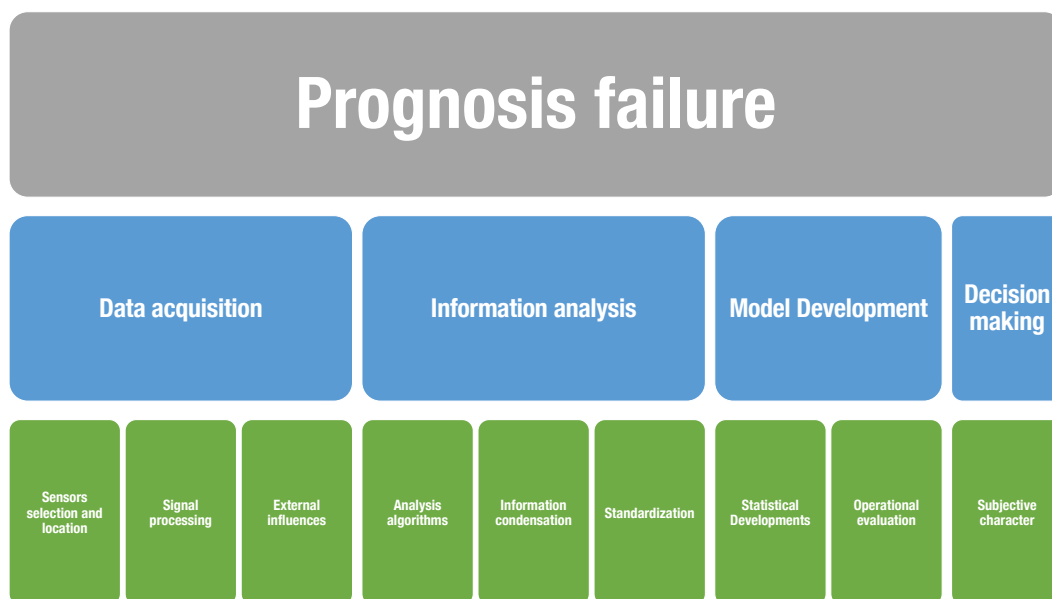 Prognosis failure
Data acquisition
Information analysis
Model Development
Decision
making
Sensors
selection and
location
Signal
processing
External
influences
Analysis
algorithms
Information
condensation
Standardization
Statistical
Developments
Operational
evaluation
Subjective
character